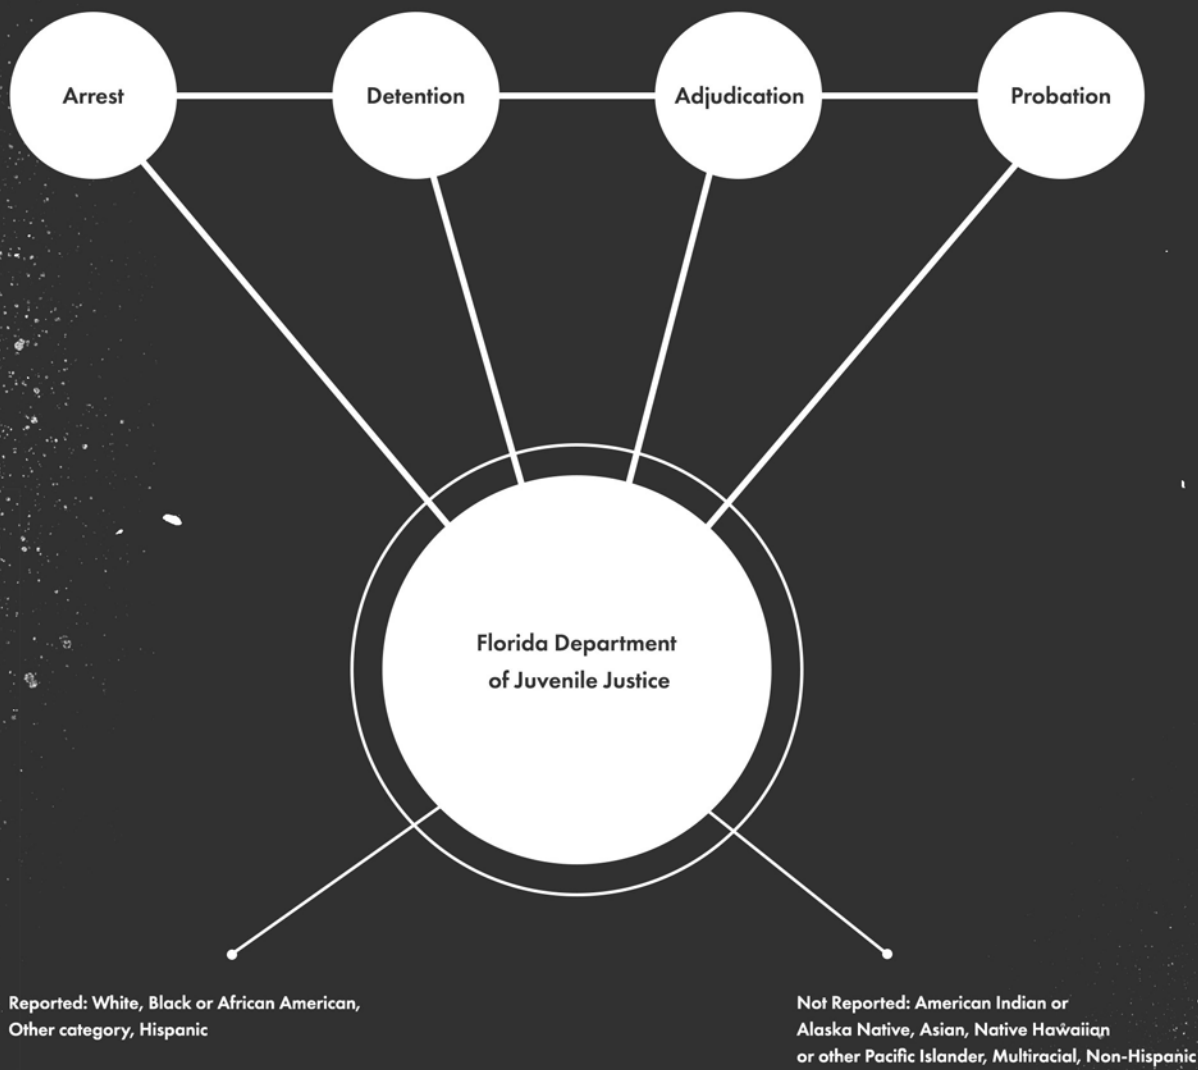 Arrest
Detention
Adjudication
Probation
Florida Department
of Juvenile Justice
Reported: White, Black or African American,
Other category, Hispanic
Not Reported: American Indian or
Alaska Native, Asian, Native Hawaiian
or other Pacific Islander, Multiracial, Non-Hispanic